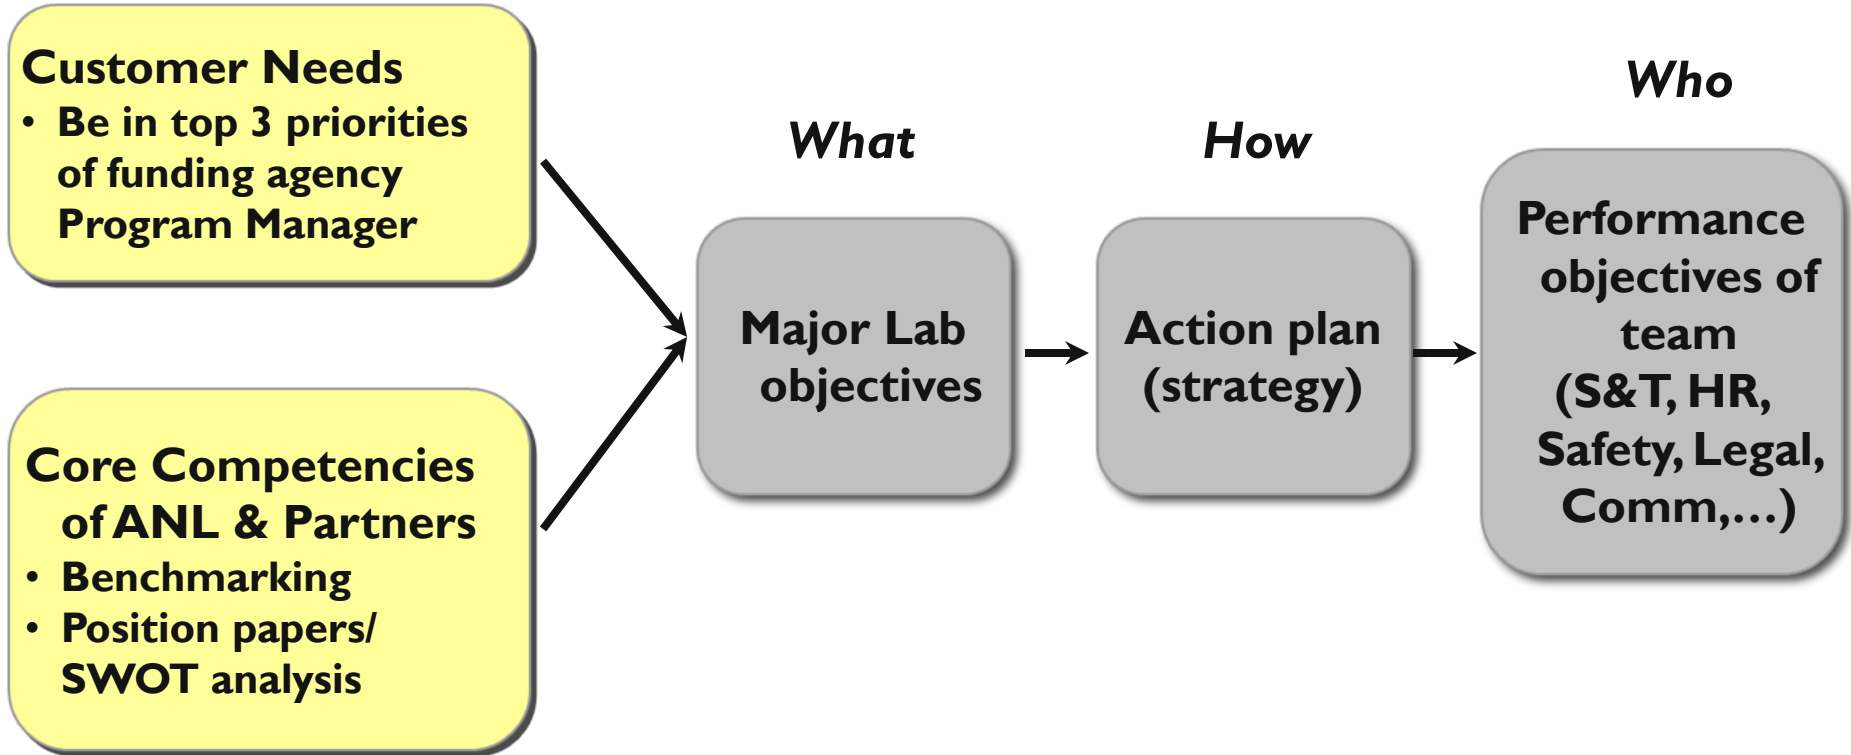 Customer Needs
• Be in top 3 priorities
of funding agency
Program Manager
Core Competencies
of ANL & Partners
• Benchmarking
• Position papers/
SWOT analysis
What
Major Lab
objectives
How
Action plan
(strategy)
Who
Performance
objectives of
team
(S&T, HR,
Safety, Legal,
Comm,...)